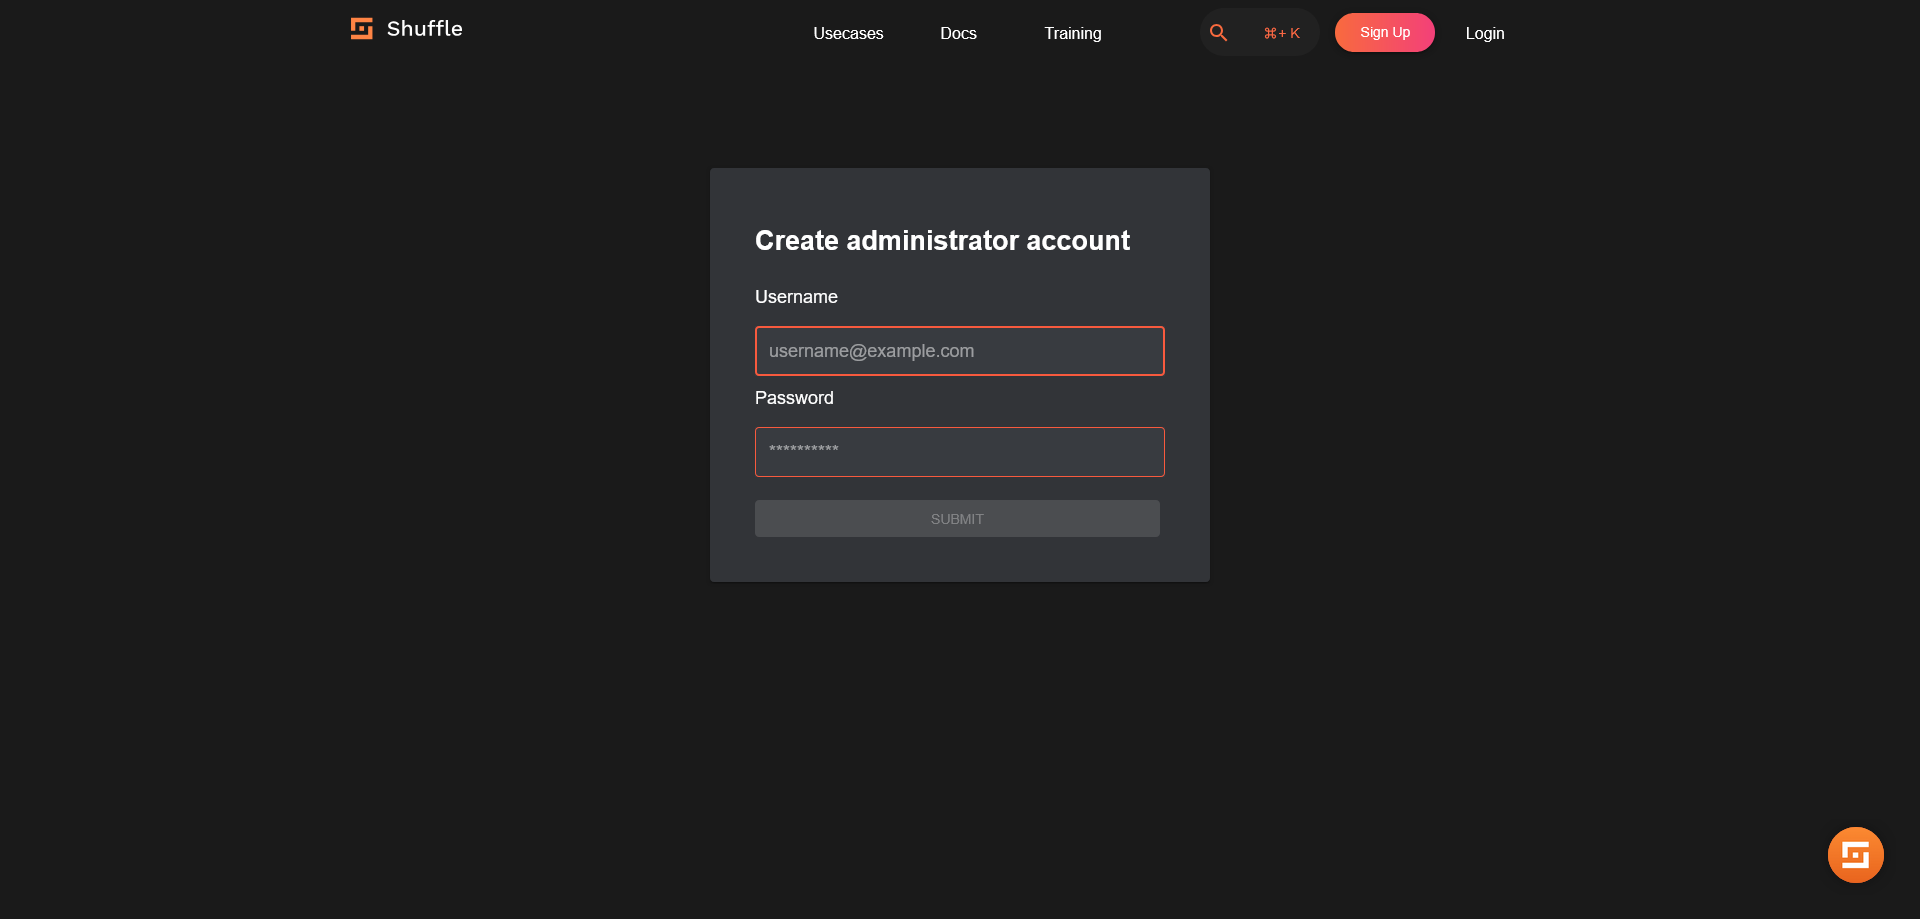 Shuffle
Usecases Docs Training ⌘+ K Sign Up Login
Create administrator account
Username
username@example.com
Password
**********
SUBMIT